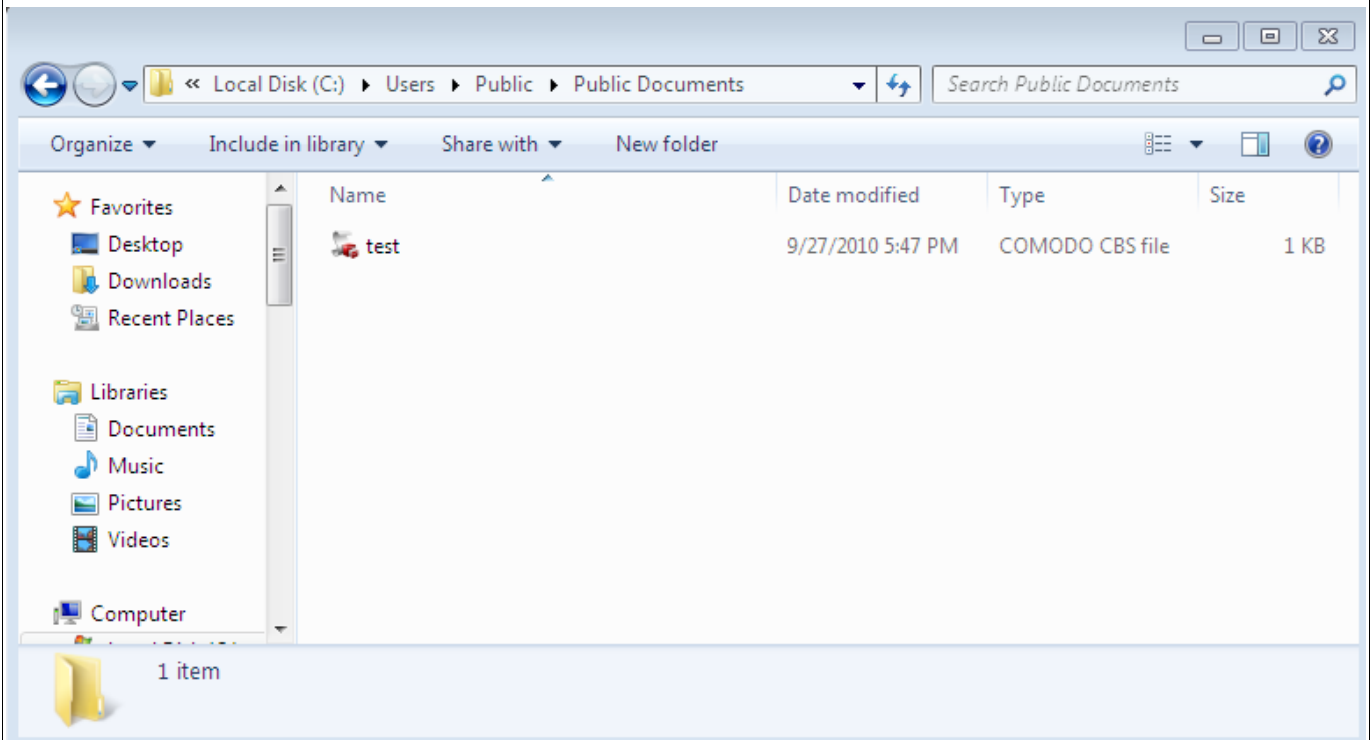 « Local Disk (C:) ▸ Users ▸ Public ▸ Public Documents
Search Public Documents
Organize ▾ Include in library ▾ Share with ▾ New folder
Name Date modified Type Size
Favorites
test 9/27/2010 5:47 PM COMODO CBS file 1 KB
Desktop
Downloads
Recent Places
Libraries
Documents
Music
Pictures
Videos
Computer
1 item